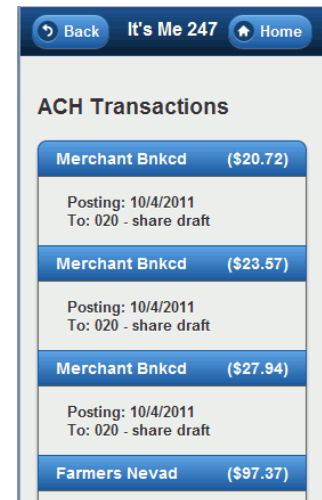 Back It's Me 247 Home
ACH Transactions
Merchant Bnkcd ($20.72)
Posting: 10/4/2011
To: 020 - share draft
Merchant Bnkcd ($23.57)
Posting: 10/4/2011
To: 020 - share draft
Merchant Bnkcd ($27.94)
Posting: 10/4/2011
To: 020 - share draft
Farmers Nevad ($97.37)